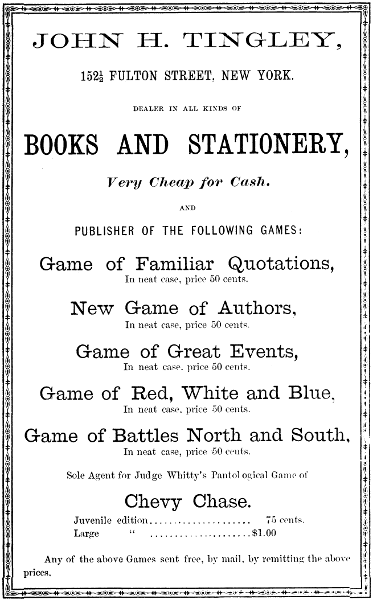 JOHN H. TINGLEY,
152½ FULTON STREET, NEW YORK.
DEALER IN ALL KINDS OF
BOOKS AND STATIONERY,
Very Cheap for Cash.
AND
PUBLISHER OF THE FOLLOWING GAMES:
Game of Familiar Quotations,
In neat case, price 50 cents.
New Game of Authors,
In neat case, price 50 cents.
Game of Great Events,
In neat case. price 50 cents.
Game of Red, White and Blue,
In neat case, price 50 cents.
Game of Battles North and South,
In neat case, price 50 cents.
Sole Agent for Judge Whitty's Pantological Game of
Chevy Chase.
Juvenile edition.................... 75 cents.
Large " ....................$1.00
Any of the above Games sent free, by mail, by remitting the above
prices.